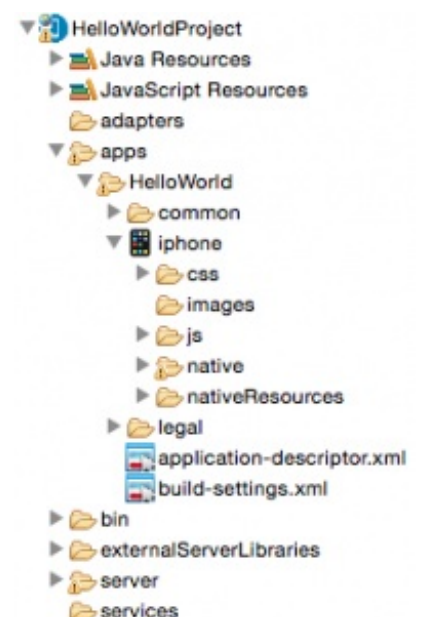 HelloWorldProject
Java Resources
JavaScript Resources
adapters
apps
HelloWorld
common
iphone
css
images
js
native
nativeResources
legal
application-descriptor.xml
build-settings.xml
bin
externalServerLibraries
server
services